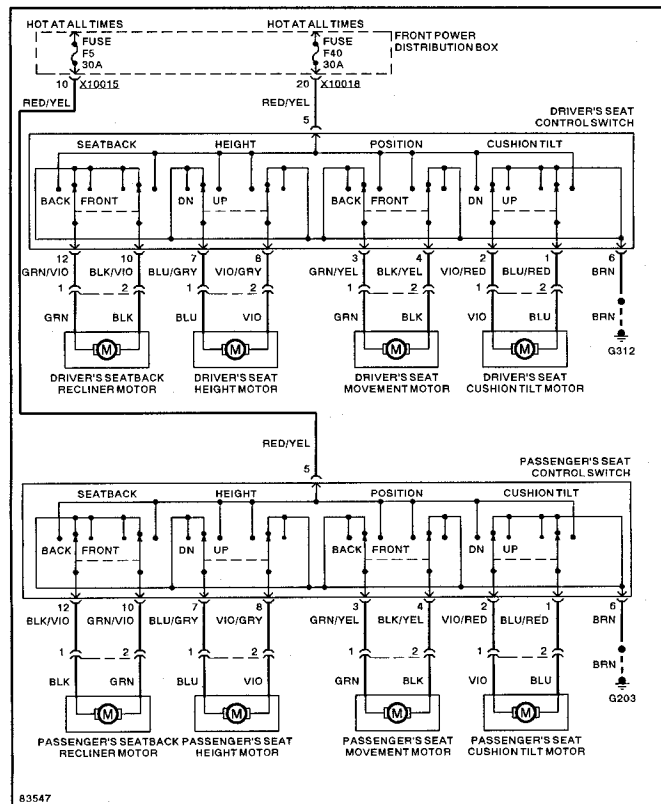 HOT AT ALL TIMES HOT AT ALL TIMES
FUSE F5 30A
FUSE F40 30A
FRONT POWER
DISTRIBUTION BOX
10 X10015 20 X10018
RED/YEL RED/YEL
5
DRIVER'S SEAT
CONTROL SWITCH
SEATBACK HEIGHT POSITION CUSHION TILT
BACK FRONT DN UP BACK FRONT DN UP
12 10 7 8 3 4 2 1 6
GRN/VIO BLK/VIO BLU/GRY VIO/GRY GRN/YEL BLK/YEL VIO/RED BLU/RED BRN
1 2 1 2 1 2 1 2
GRN BLK BLU VIO GRN BLK VIO BLU BRN
M M M M
G312
DRIVER'S SEATBACK
RECLINER MOTOR
DRIVER'S SEAT
HEIGHT MOTOR
DRIVER'S SEAT
MOVEMENT MOTOR
DRIVER'S SEAT
CUSHION TILT MOTOR
RED/YEL
5
PASSENGER'S SEAT
CONTROL SWITCH
SEATBACK HEIGHT POSITION CUSHION TILT
BACK FRONT DN UP BACK FRONT DN UP
12 10 7 8 3 4 2 1 6
BLK/VIO GRN/VIO BLU/GRY VIO/GRY GRN/YEL BLK/YEL VIO/RED BLU/RED BRN
1 2 1 2 1 2 1 2
BLK GRN BLU VIO GRN BLK VIO BLU BRN
M M M M
G203
PASSENGER'S SEATBACK
RECLINER MOTOR
PASSENGER'S SEAT
HEIGHT MOTOR
PASSENGER'S SEAT
MOVEMENT MOTOR
PASSENGER'S SEAT
CUSHION TILT MOTOR
83547